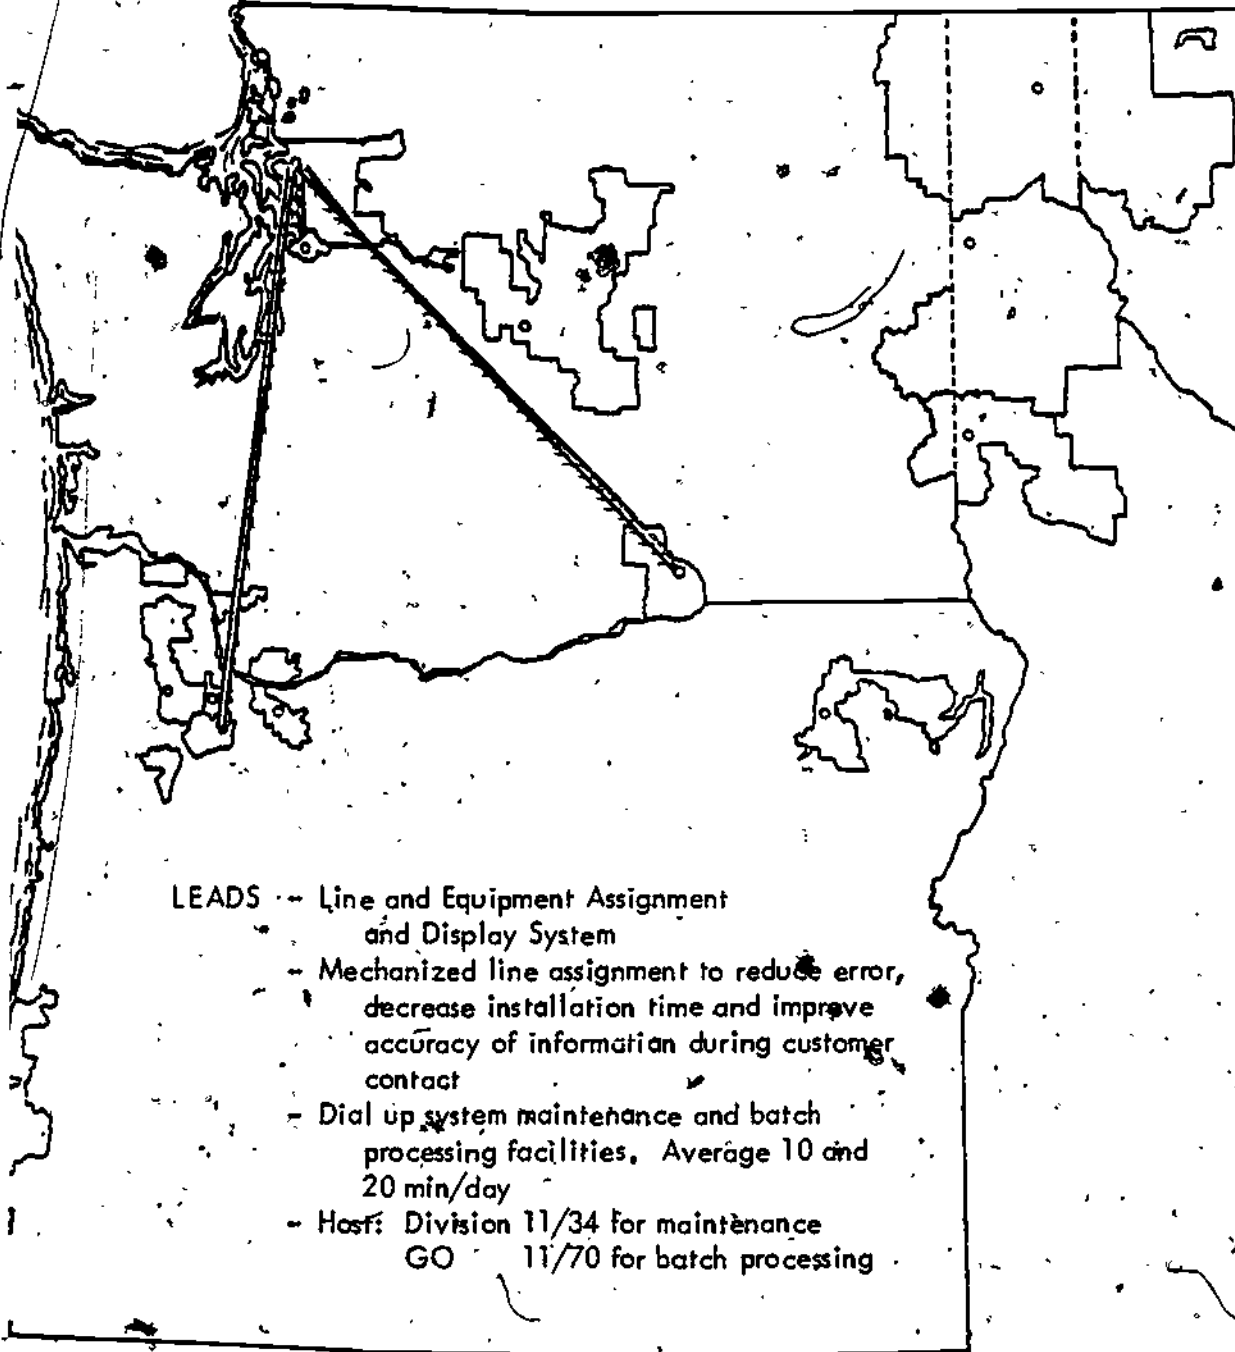 LEADS -- Line and Equipment Assignment
and Display System
- Mechanized line assignment to reduce error,
decrease installation time and improve
accuracy of information during customer
contact
- Dial up system maintenance and batch
processing facilities. Average 10 and
20 min/day
- Host: Division 11/34 for maintenance
GO 11/70 for batch processing